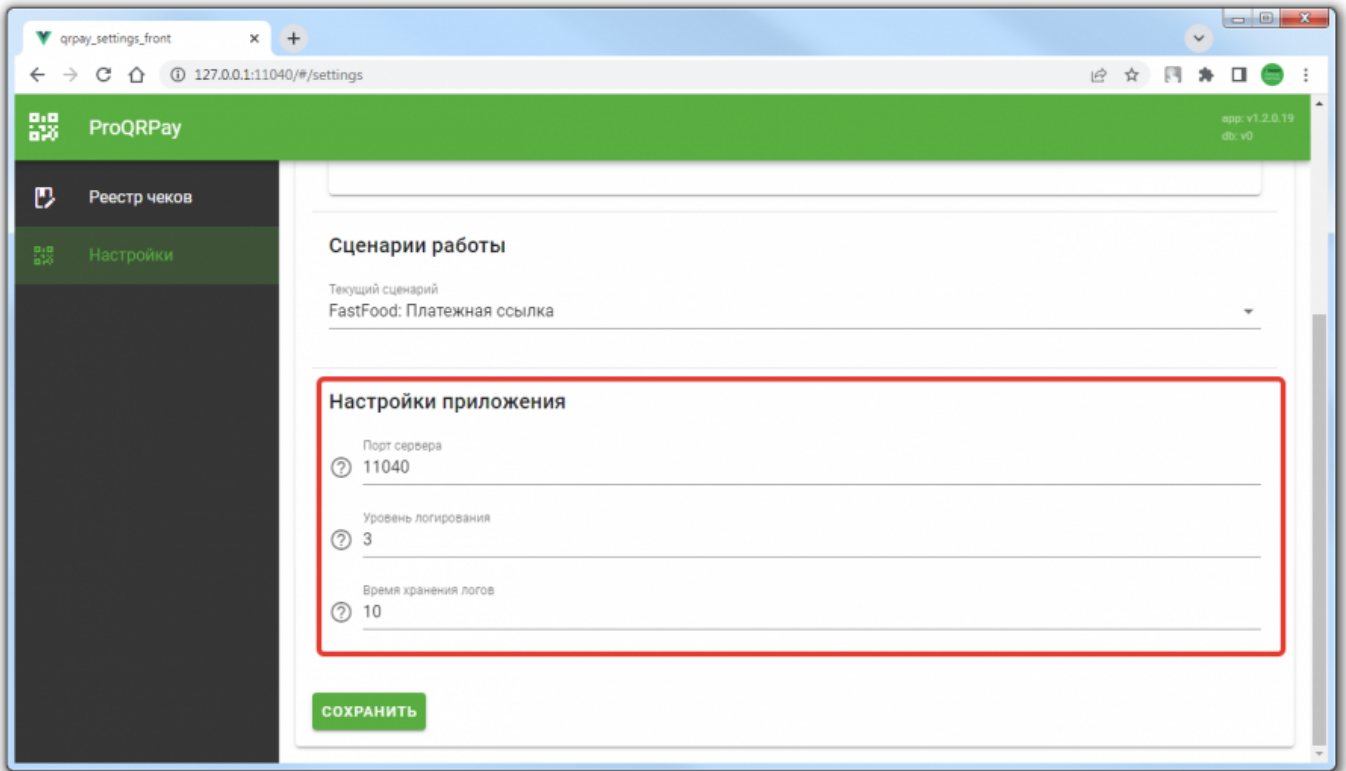 qrpay_settings_front
127.0.0.1:11040/#/settings
ProQRPay
app: v1.2.0.19
db: v0
Реестр чеков
Настройки
Сценарии работы
Текущий сценарий
FastFood: Платежная ссылка
Настройки приложения
Порт сервера
11040
Уровень логирования
3
Время хранения логов
10
СОХРАНИТЬ